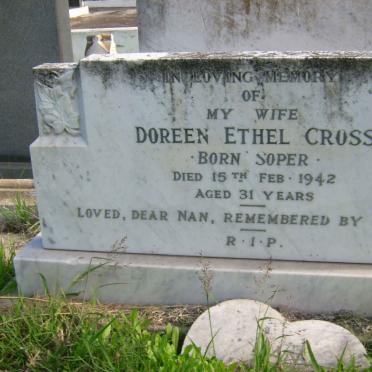 IN LOVING MEMORY
OF
MY WIFE
DOREEN ETHEL CROSS
· BORN SOPER ·
DIED 15TH FEB · 1942
AGED 31 YEARS
LOVED, DEAR NAN, REMEMBERED BY
R · I · P ·